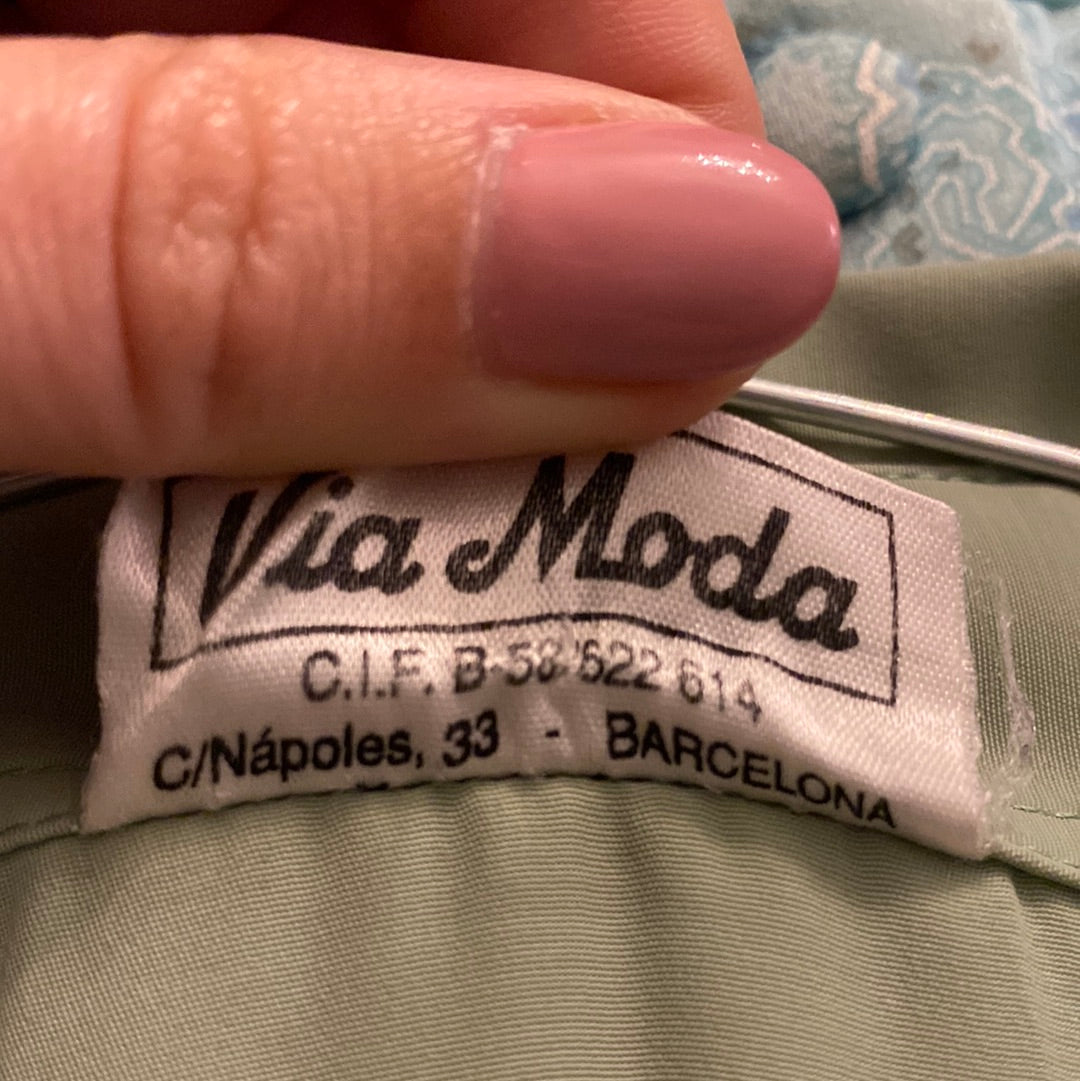 Via Moda
C.I.F. B-58'622 614
C/Nápoles, 33 - BARCELONA